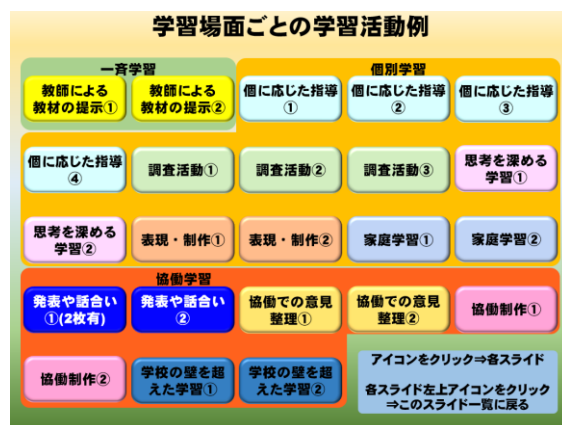 学習場面ごとの学習活動例
一斉学習
個別学習
教師による
教材の提示①
教師による
教材の提示②
個に応じた指導
①
個に応じた指導
②
個に応じた指導
③
個に応じた指導
④
調査活動①
調査活動②
調査活動③
思考を深める
学習①
思考を深める
学習②
表現・制作①
表現・制作②
家庭学習①
家庭学習②
協働学習
発表や話合い
①(2枚有)
発表や話合い
②
協働での意見
整理①
協働での意見
整理②
協働制作①
協働制作②
学校の壁を超
えた学習①
学校の壁を超
えた学習②
アイコンをクリック⇒各スライド
各スライド左上アイコンをクリック
⇒このスライド一覧に戻る